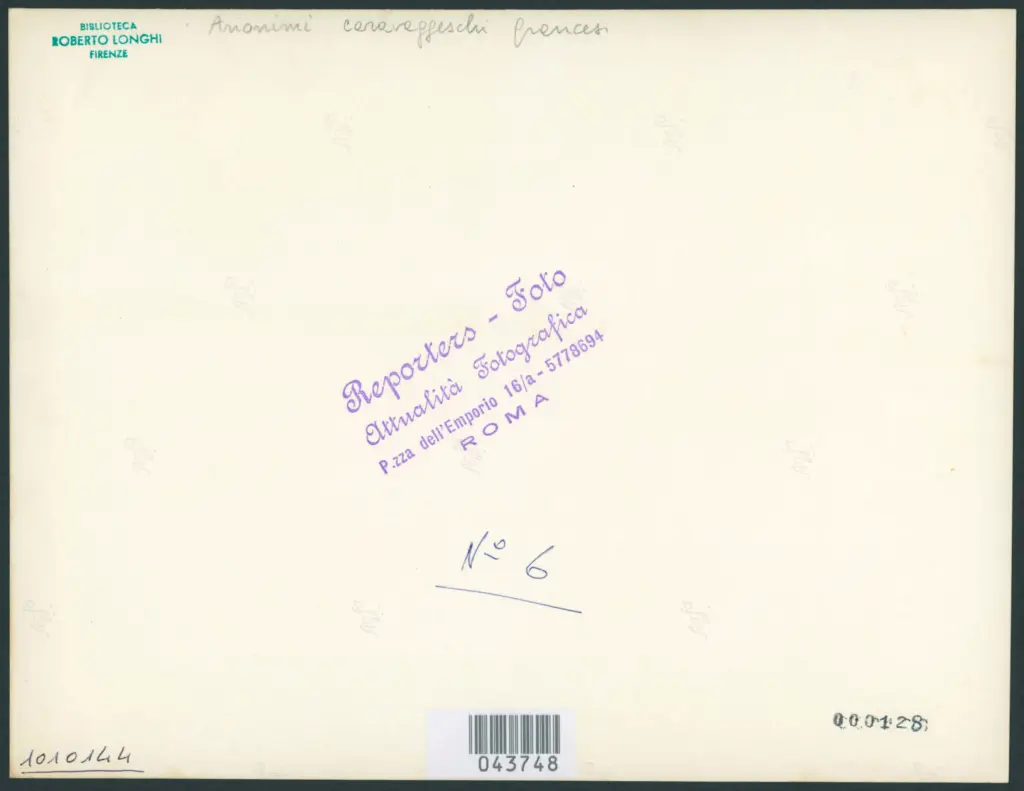 BIBLIOTECA
ROBERTO LONGHI
FIRENZE
Anonimi caravaggeschi francesi
Reporters - Foto
Attualità Fotografica
P.zza dell'Emporio 16/a - 5778694
ROMA
Nº 6
000128
1010144
043748